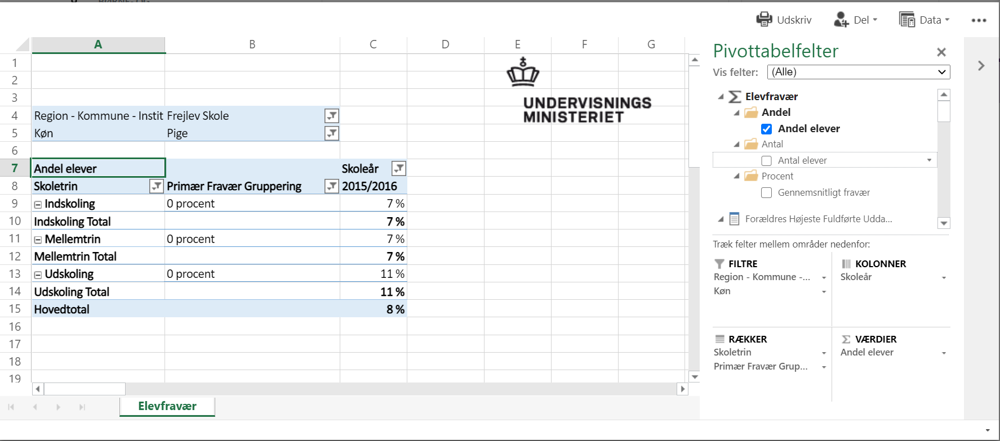 Udskriv Del Data
A B C D E F G
1
2
3
4 Region - Kommune - Instit Frejlev Skole
5 Køn Pige
6
7 Andel elever Skoleår
8 Skoletrin Primær Fravær Gruppering 2015/2016
9 Indskoling 0 procent 7 %
10 Indskoling Total 7 %
11 Mellemtrin 0 procent 7 %
12 Mellemtrin Total 7 %
13 Udskoling 0 procent 11 %
14 Udskoling Total 11 %
15 Hovedtotal 8 %
16
17
18
19
UNDERVISNINGS
MINISTERIET
Elevfravær
Pivottabelfelter
Vis felter: (Alle)
Elevfravær
Andel
Andel elever
Antal
Antal elever
Procent
Gennemsnitligt fravær
Forældres Højeste Fuldførte Udda...
Træk felter mellem områder nedenfor:
FILTRE
Region - Kommune -...
Køn
KOLONNER
Skoleår
RÆKKER
Skoletrin
Primær Fravær Grup...
VÆRDIER
Andel elever